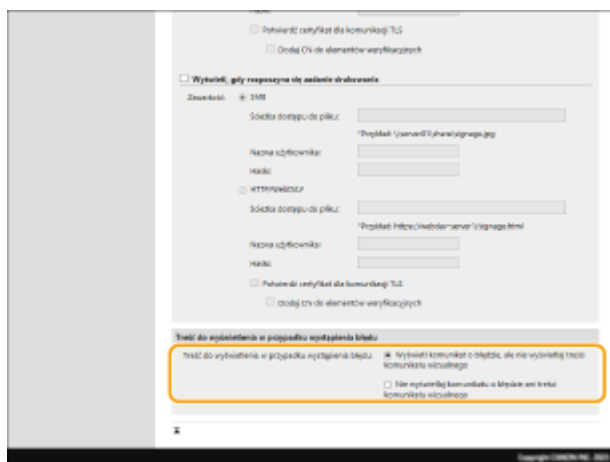 Hasło:
Potwierdź certyfikat dla komunikacji TLS
Dodaj CN do elementów weryfikacyjnych
Wyświetl, gdy rozpoczyna się zadanie drukowania
Zawartość: SMB
Ścieżka dostępu do pliku:
*Przykład: \\server01\share\signage.jpg
Nazwa użytkownika:
Hasło:
HTTP/WebDAV
Ścieżka dostępu do pliku:
*Przykład: https://webdav-server1/signage.html
Nazwa użytkownika:
Hasło:
Potwierdź certyfikat dla komunikacji TLS
Dodaj CN do elementów weryfikacyjnych
Treść do wyświetlenia w przypadku wystąpienia błędu
Treść do wyświetlenia w przypadku wystąpienia błędu: Wyświetl komunikat o błędzie, ale nie wyświetlaj treści
komunikatu wizualnego
Nie wyświetlaj komunikatu o błędzie ani treści
komunikatu wizualnego
Copyright CANON INC.